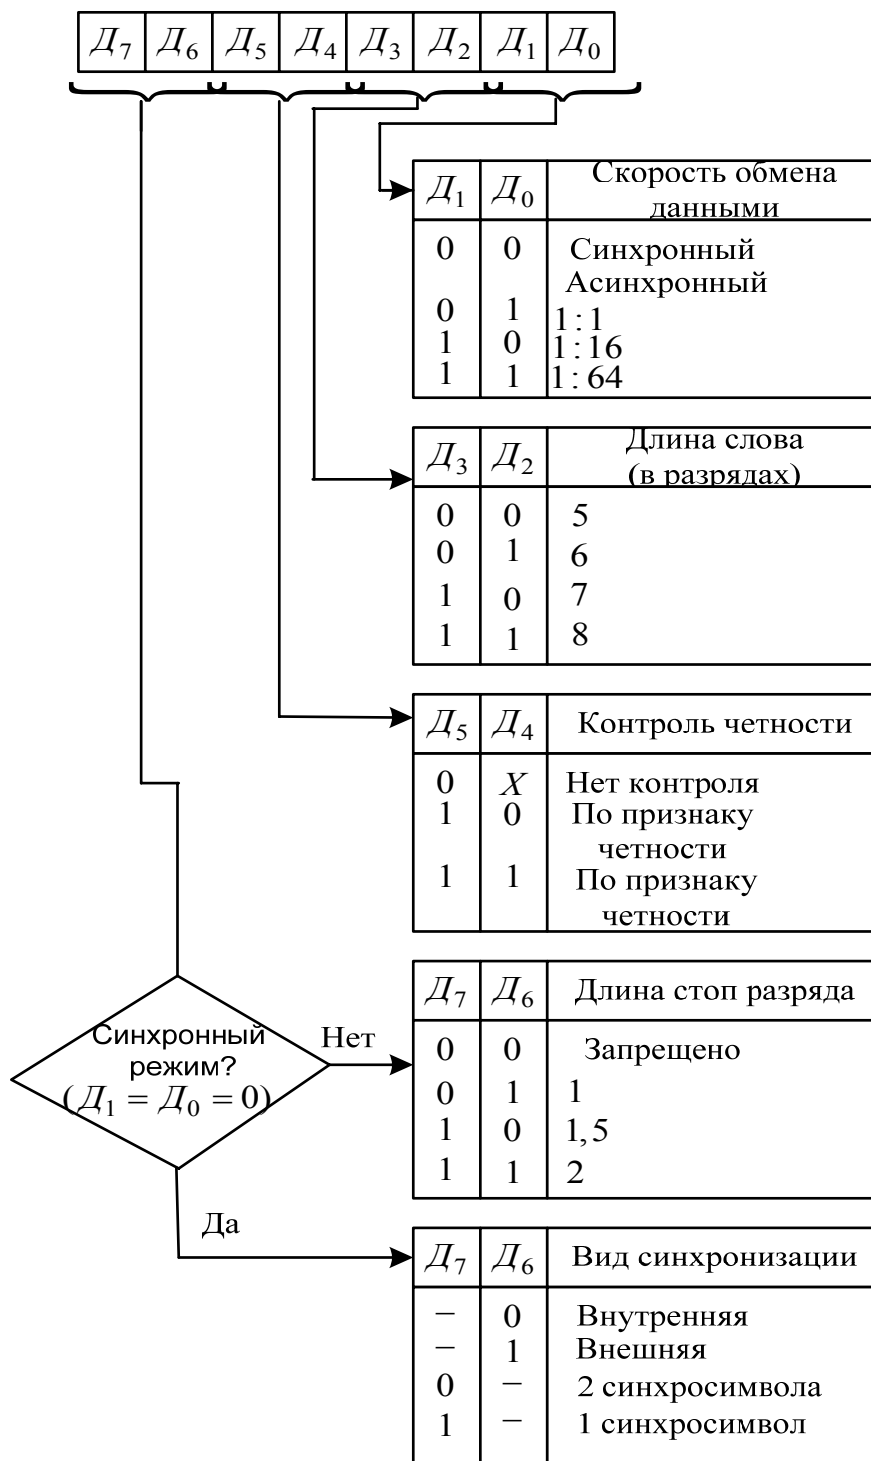 Д7 Д6 Д5 Д4 Д3 Д2 Д1 Д0
Д1 Д0 Скорость обмена
данными
0 0 Синхронный
Асинхронный
0 1 1:1
1 0 1:16
1 1 1:64
Д3 Д2 Длина слова
(в разрядах)
0 0 5
0 1 6
1 0 7
1 1 8
Д5 Д4 Контроль четности
0 X Нет контроля
1 0 По признаку
четности
1 1 По признаку
четности
Синхронный
режим?
(Д1 = Д0 = 0)
Нет
Д7 Д6 Длина стоп разряда
0 0 Запрещено
0 1 1
1 0 1,5
1 1 2
Да
Д7 Д6 Вид синхронизации
− 0 Внутренняя
− 1 Внешняя
0 − 2 синхросимвола
1 − 1 синхросимвол